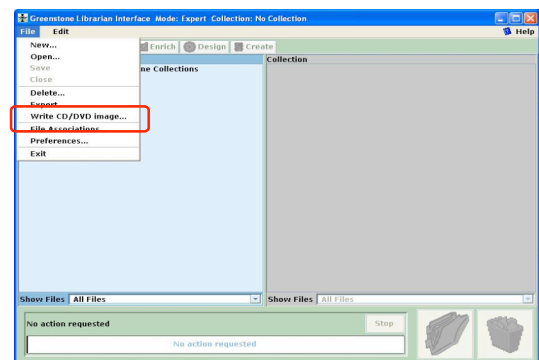 Greenstone Librarian Interface Mode: Expert Collection: No Collection
File Edit Help
New...
Open...
Save
Close
Delete...
Export
Write CD/DVD image...
File Associations
Preferences...
Exit
Enrich Design Create
ne Collections
Collection
Show Files All Files
Show Files All Files
No action requested
Stop
No action requested